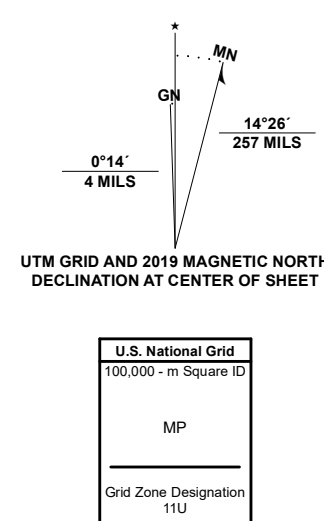 ★
MN
GN
14°26´
257 MILS
0°14´
4 MILS
UTM GRID AND 2019 MAGNETIC NORTH
DECLINATION AT CENTER OF SHEET
U.S. National Grid
100,000 - m Square ID
MP
Grid Zone Designation
11U